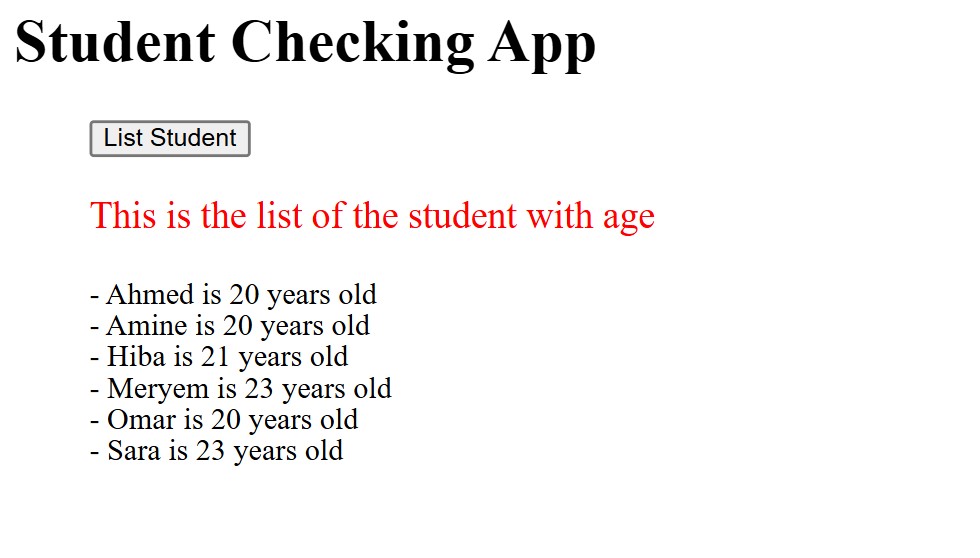 Student Checking App
List Student
This is the list of the student with age
- Ahmed is 20 years old
- Amine is 20 years old
- Hiba is 21 years old
- Meryem is 23 years old
- Omar is 20 years old
- Sara is 23 years old